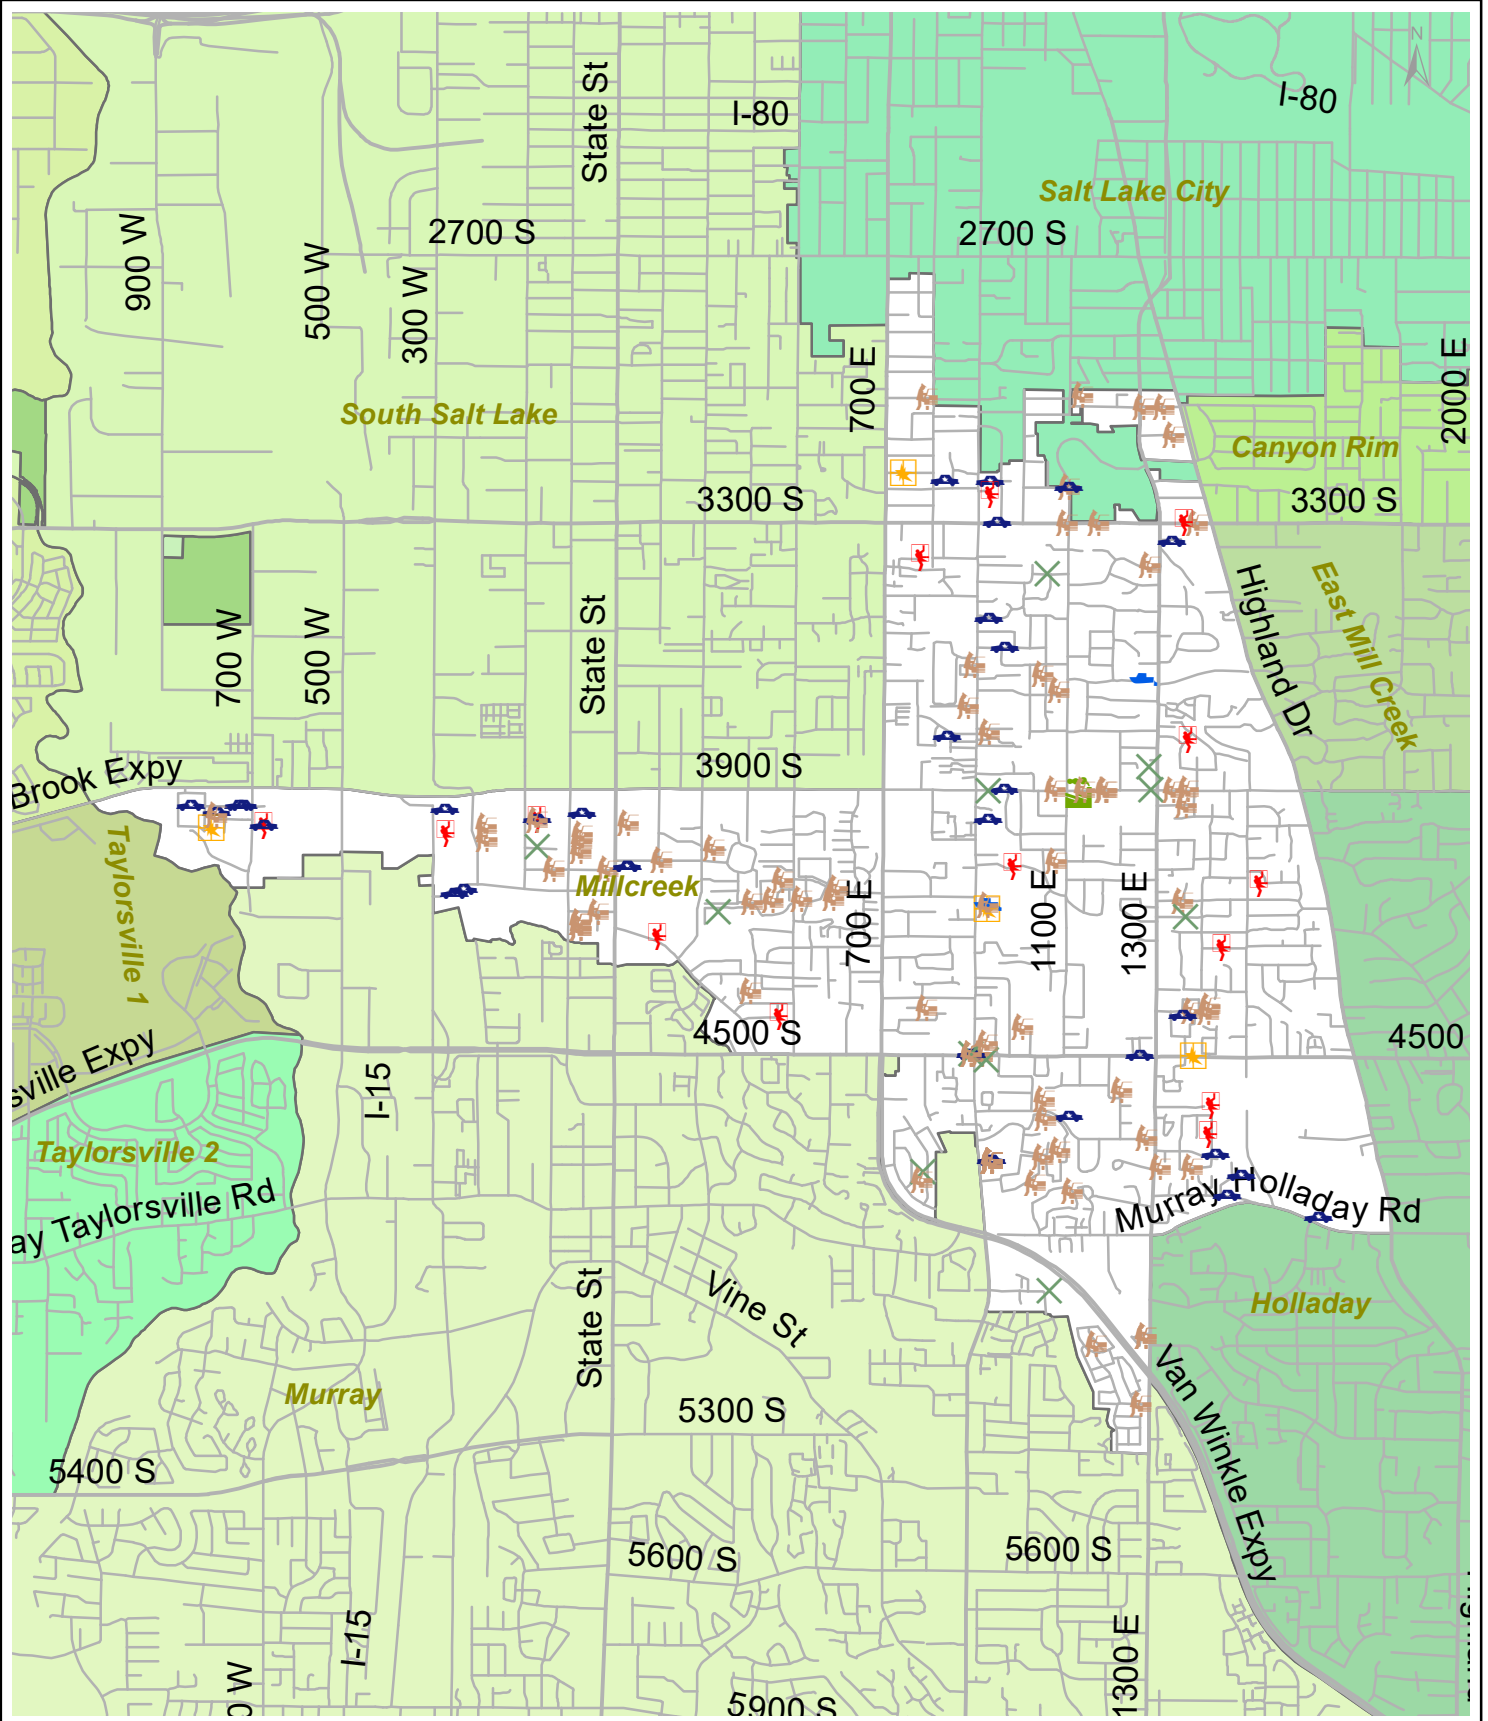 N
State St
I-80
I-80
Salt Lake City
900 W
2700 S
2700 S
500 W
300 W
700 E
2000 E
South Salt Lake
Canyon Rim
3300 S
3300 S
Highland Dr
East Mill Creek
State St
700 W
500 W
3900 S
Brook Expy
Taylorsville 1
Millcreek
700 E
1100 E
1300 E
4500 S
4500
sville Expy
I-15
Taylorsville 2
ay Taylorsville Rd
Murray Holladay Rd
Vine St
State St
Holladay
Murray
Van Winkle Expy
5300 S
5400 S
5600 S
5600 S
I-15
1300 E
0 W
5900 S